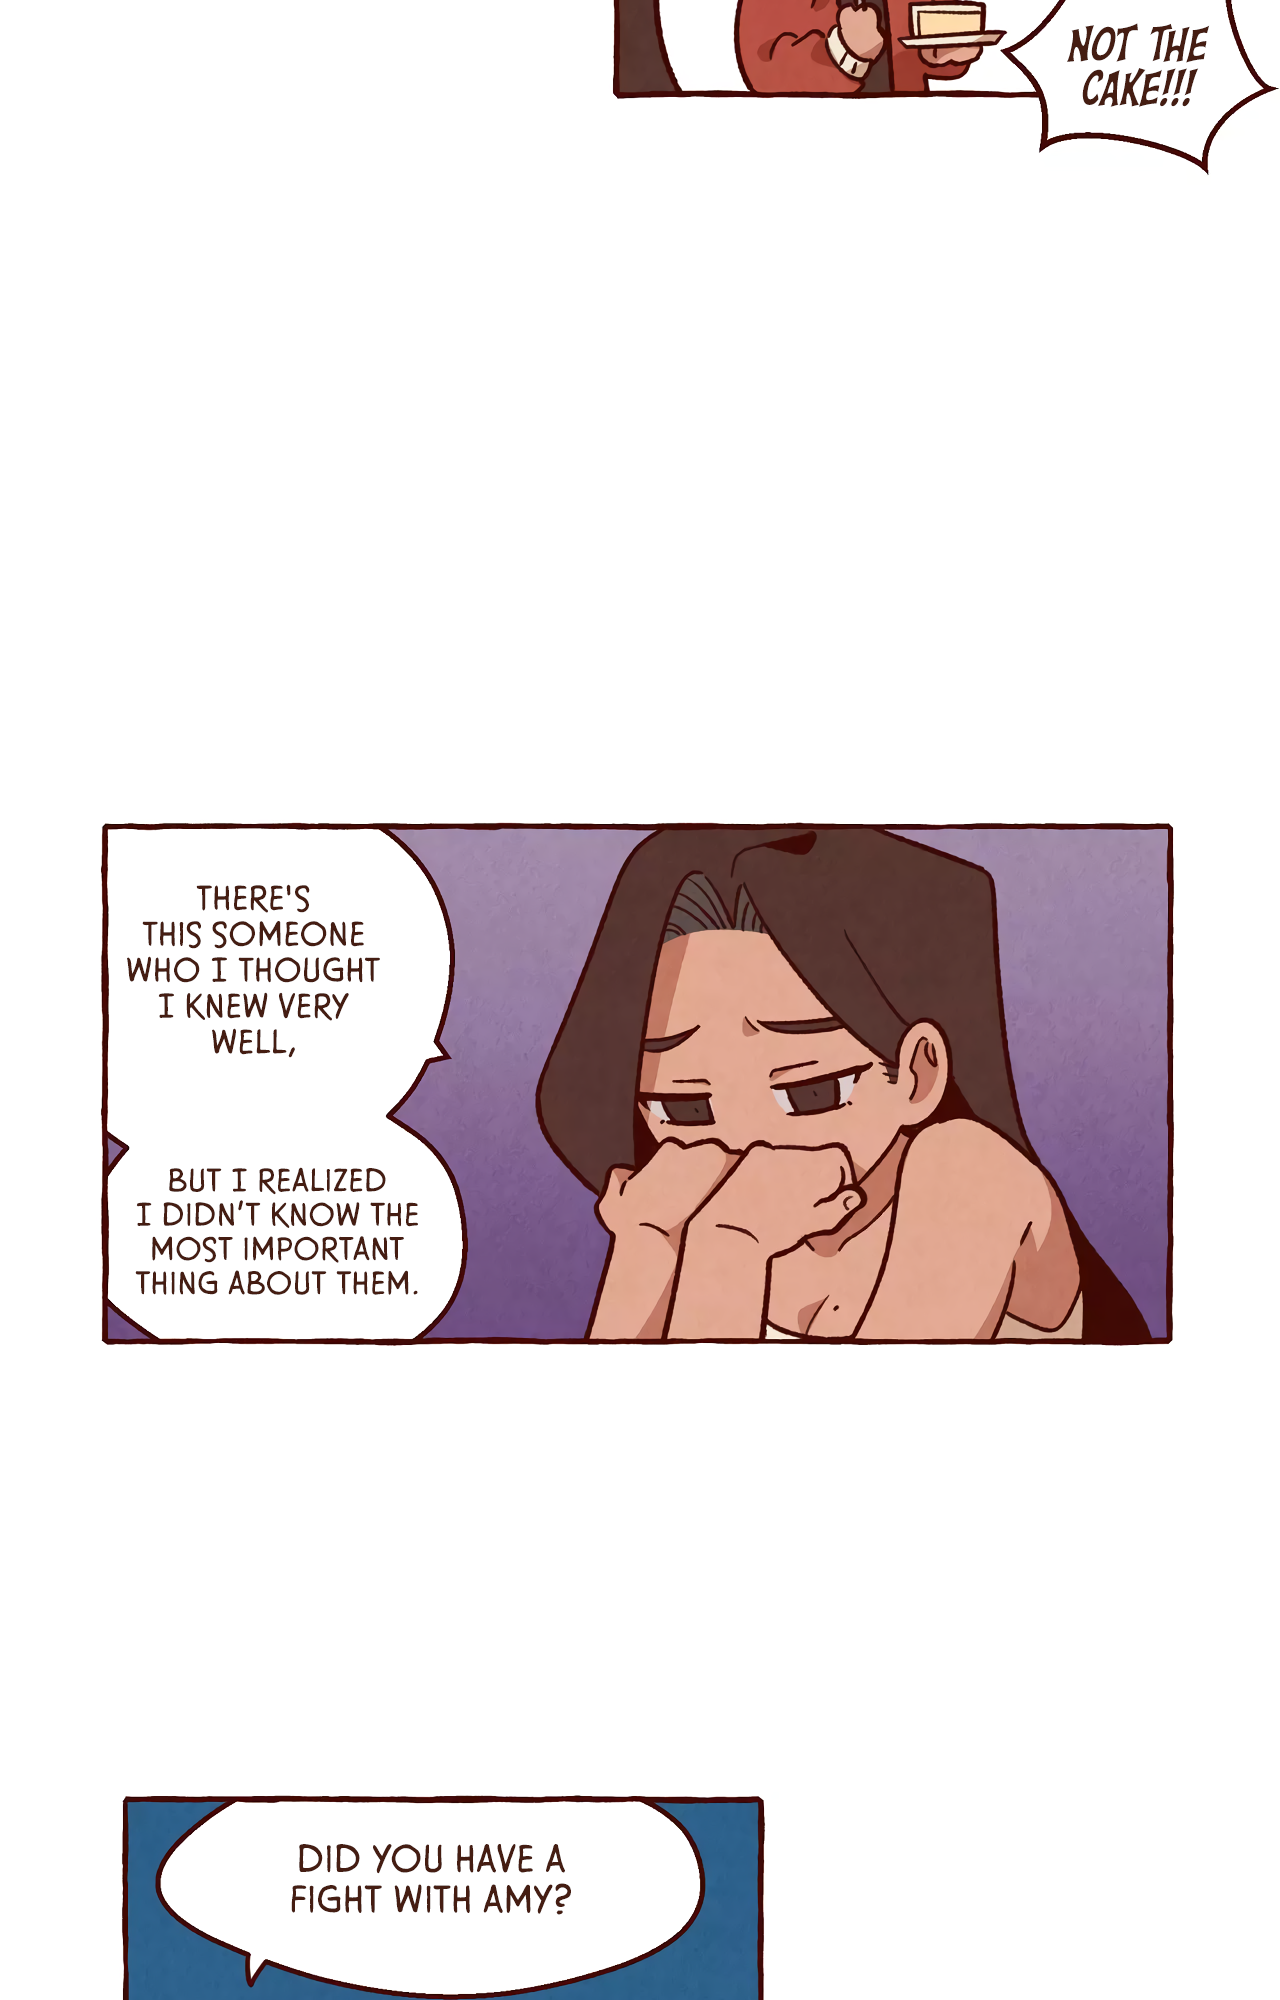 NOT THE
CAKE!!!
THERE'S
THIS SOMEONE
WHO I THOUGHT
I KNEW VERY
WELL,
BUT I REALIZED
I DIDN'T KNOW THE
MOST IMPORTANT
THING ABOUT THEM.
DID YOU HAVE A
FIGHT WITH AMY?